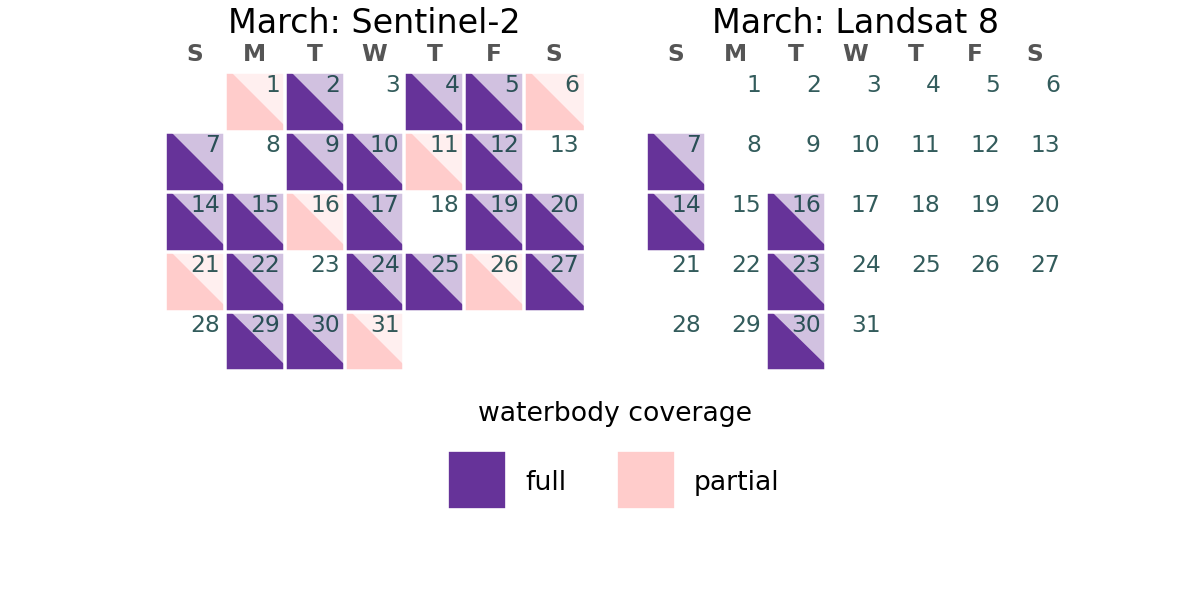 March: Sentinel-2
S M T W T F S
1 2 3 4 5 6
7 8 9 10 11 12 13
14 15 16 17 18 19 20
21 22 23 24 25 26 27
28 29 30 31
March: Landsat 8
S M T W T F S
1 2 3 4 5 6
7 8 9 10 11 12 13
14 15 16 17 18 19 20
21 22 23 24 25 26 27
28 29 30 31
waterbody coverage
full partial